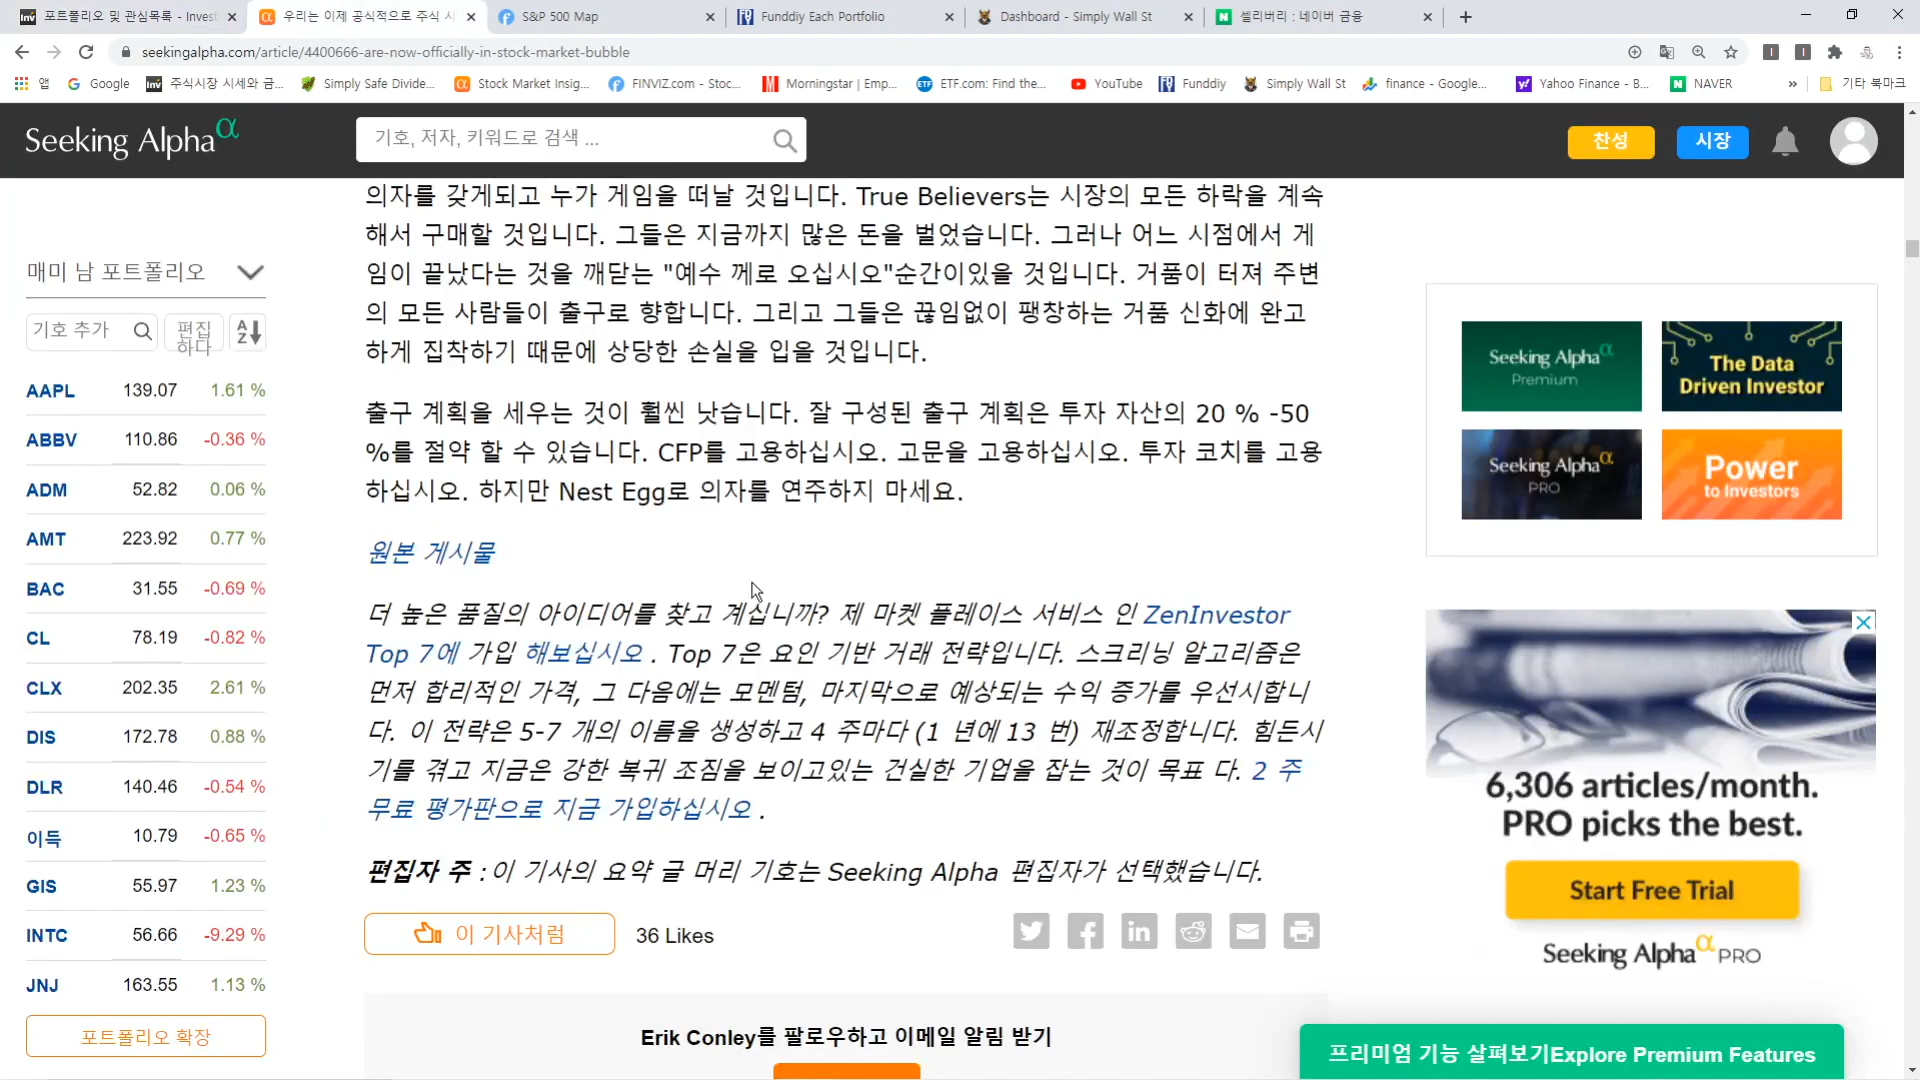 포트폴리오 및 관심목록 - Invest
우리는 이제 공식적으로 주식 시
S&P 500 Map
Funddiy Each Portfolio
Dashboard - Simply Wall St
셀리버리 : 네이버 금융
seekingalpha.com/article/4400666-are-now-officially-in-stock-market-bubble
앱
Google
주식시장 시세와 금...
Simply Safe Divide...
Stock Market Insig...
FINVIZ.com - Stoc...
Morningstar | Emp...
ETF.com: Find the...
YouTube
Funddiy
Simply Wall St
finance - Google...
Yahoo Finance - B...
NAVER
»
기타 북마크
Seeking Alpha α
기호, 저자, 키워드로 검색 ...
찬성
시장
매미 남 포트폴리오
기호 추가
편집
하다
A
Z
AAPL 139.07 1.61 %
ABBV 110.86 -0.36 %
ADM 52.82 0.06 %
AMT 223.92 0.77 %
BAC 31.55 -0.69 %
CL 78.19 -0.82 %
CLX 202.35 2.61 %
DIS 172.78 0.88 %
DLR 140.46 -0.54 %
이득 10.79 -0.65 %
GIS 55.97 1.23 %
INTC 56.66 -9.29 %
JNJ 163.55 1.13 %
포트폴리오 확장
의자를 갖게되고 누가 게임을 떠날 것입니다. True Believers는 시장의 모든 하락을 계속
해서 구매할 것입니다. 그들은 지금까지 많은 돈을 벌었습니다. 그러나 어느 시점에서 게
임이 끝났다는 것을 깨닫는 "예수 께로 오십시오"순간이있을 것입니다. 거품이 터져 주변
의 모든 사람들이 출구로 향합니다. 그리고 그들은 끊임없이 팽창하는 거품 신화에 완고
하게 집착하기 때문에 상당한 손실을 입을 것입니다.
출구 계획을 세우는 것이 훨씬 낫습니다. 잘 구성된 출구 계획은 투자 자산의 20 % -50
%를 절약 할 수 있습니다. CFP를 고용하십시오. 고문을 고용하십시오. 투자 코치를 고용
하십시오. 하지만 Nest Egg로 의자를 연주하지 마세요.
원본 게시물
더 높은 품질의 아이디어를 찾고 계십니까? 제 마켓 플레이스 서비스 인 ZenInvestor
Top 7에 가입 해보십시오 . Top 7은 요인 기반 거래 전략입니다. 스크리닝 알고리즘은
먼저 합리적인 가격, 그 다음에는 모멘텀, 마지막으로 예상되는 수익 증가를 우선시합니
다. 이 전략은 5-7 개의 이름을 생성하고 4 주마다 (1 년에 13 번) 재조정합니다. 힘든시
기를 겪고 지금은 강한 복귀 조짐을 보이고있는 건실한 기업을 잡는 것이 목표 다. 2 주
무료 평가판으로 지금 가입하십시오 .
편집자 주 : 이 기사의 요약 글 머리 기호는 Seeking Alpha 편집자가 선택했습니다.
이 기사처럼
36 Likes
Erik Conley를 팔로우하고 이메일 알림 받기
Seeking Alpha α
Premium
The Data
Driven Investor
Seeking Alpha α
PRO
Power
to Investors
6,306 articles/month.
PRO picks the best.
Start Free Trial
Seeking Alpha α PRO
프리미엄 기능 살펴보기Explore Premium Features